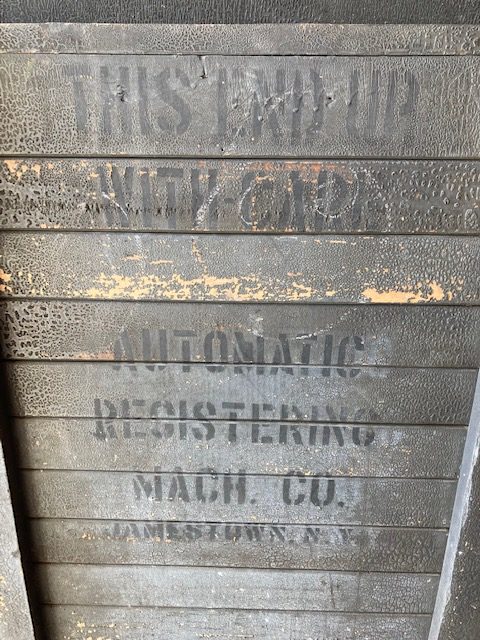 THIS END UP
WITH CARE
AUTOMATIC
REGISTERING
MACH. CO.
JAMESTOWN, N.Y.